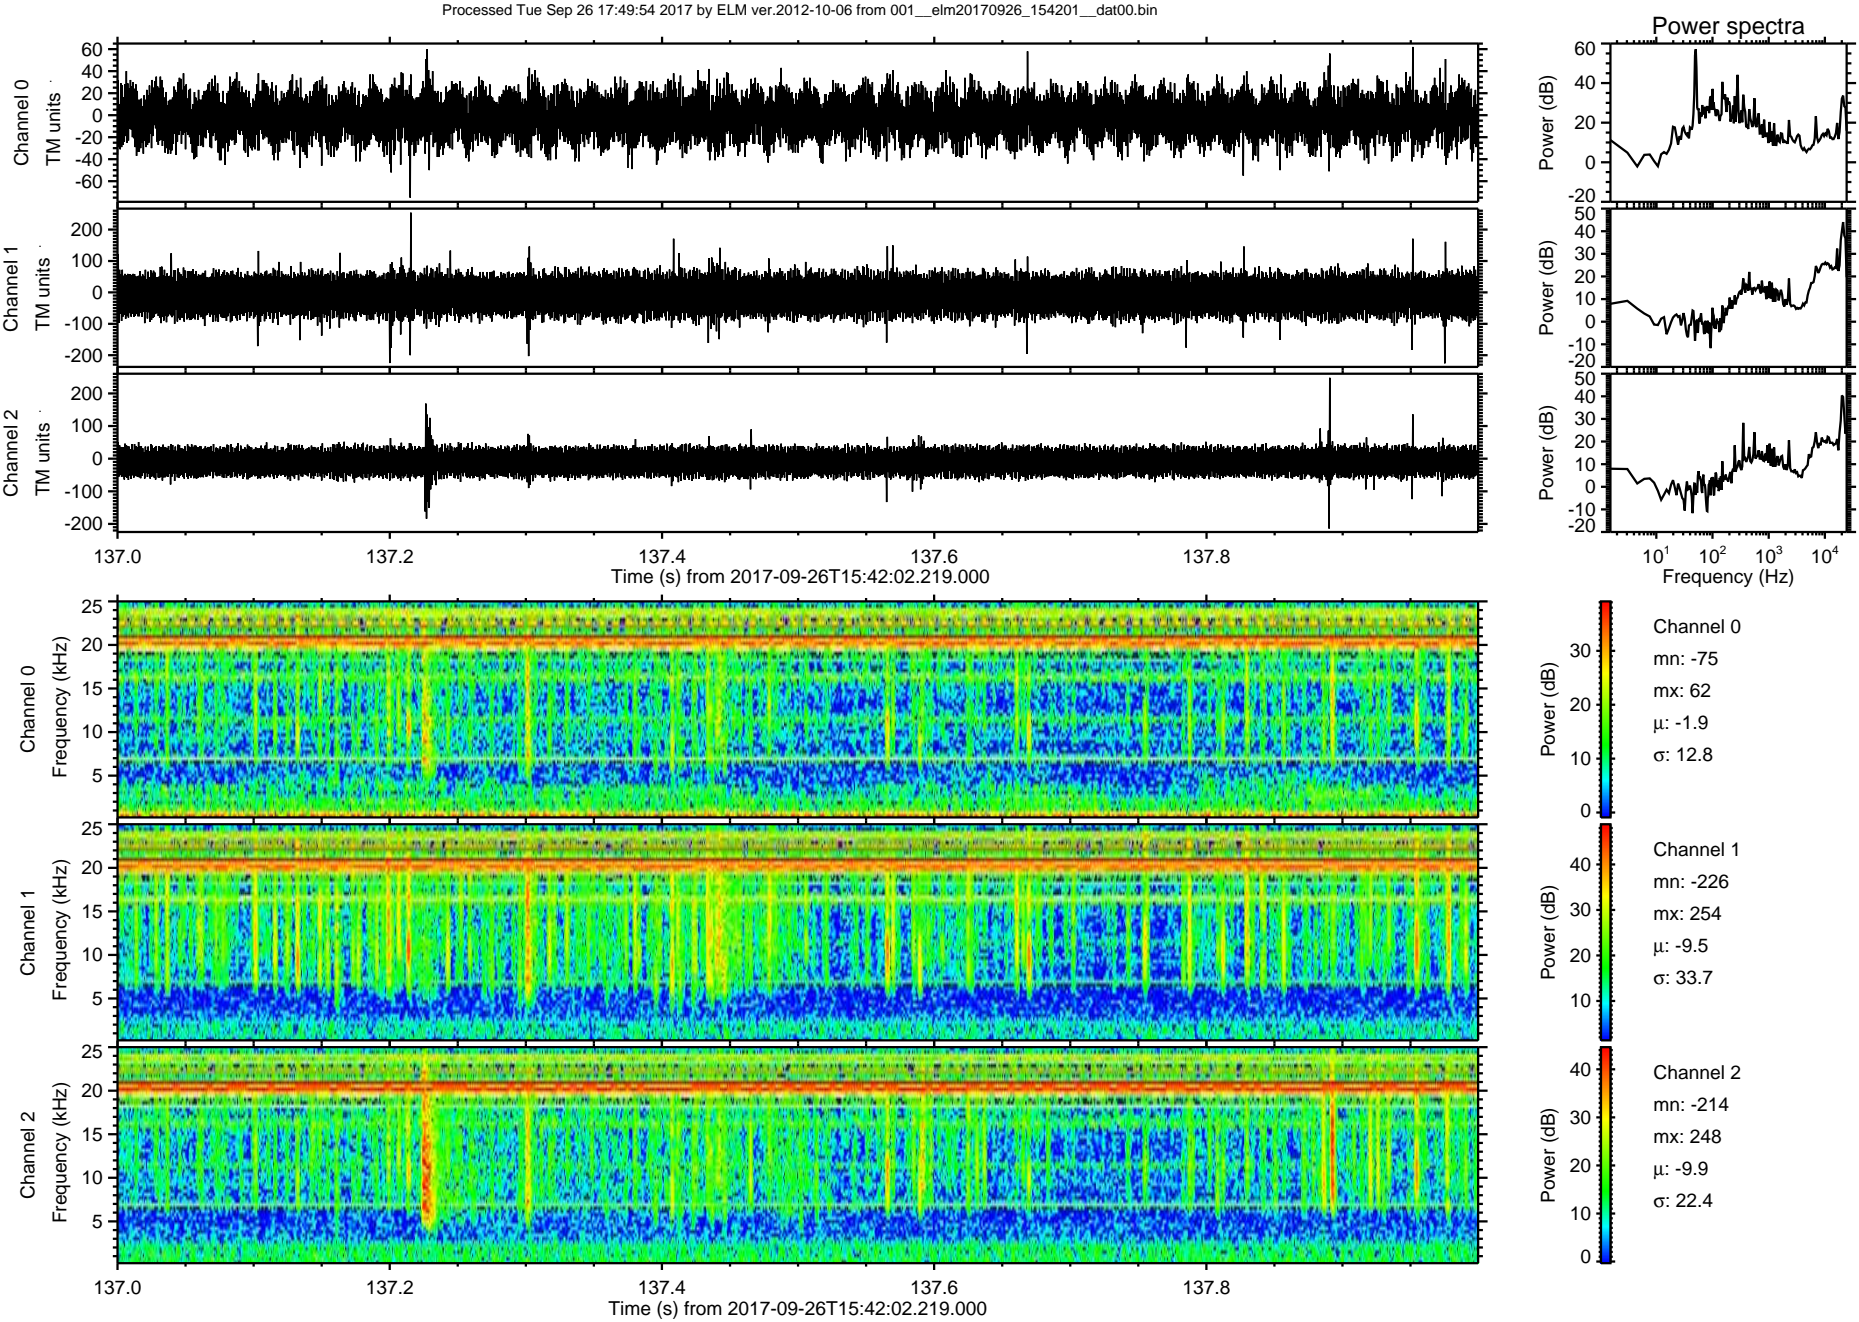 Processed Tue Sep 26 17:49:54 2017 by ELM ver.2012-10-06 from 001__elm20170926_154201__dat00.bin
Power spectra
Channel 0
TM units
60
40
20
0
-20
-40
-60
Power (dB)
60
40
20
0
-20
Channel 1
TM units
200
100
0
-100
-200
Power (dB)
50
40
30
20
10
0
-10
-20
Channel 2
TM units
200
100
0
-100
-200
Power (dB)
50
40
30
20
10
0
-10
-20
137.0 137.2 137.4 137.6 137.8
Time (s) from 2017-09-26T15:42:02.219.000
10¹ 10² 10³ 10⁴
Frequency (Hz)
Channel 0
Frequency (kHz)
25
20
15
10
5
Power (dB)
30
20
10
0
Channel 0
mn: -75
mx: 62
µ: -1.9
σ: 12.8
Channel 1
Frequency (kHz)
25
20
15
10
5
Power (dB)
40
30
20
10
Channel 1
mn: -226
mx: 254
µ: -9.5
σ: 33.7
Channel 2
Frequency (kHz)
25
20
15
10
5
Power (dB)
40
30
20
10
0
Channel 2
mn: -214
mx: 248
µ: -9.9
σ: 22.4
137.0 137.2 137.4 137.6 137.8
Time (s) from 2017-09-26T15:42:02.219.000